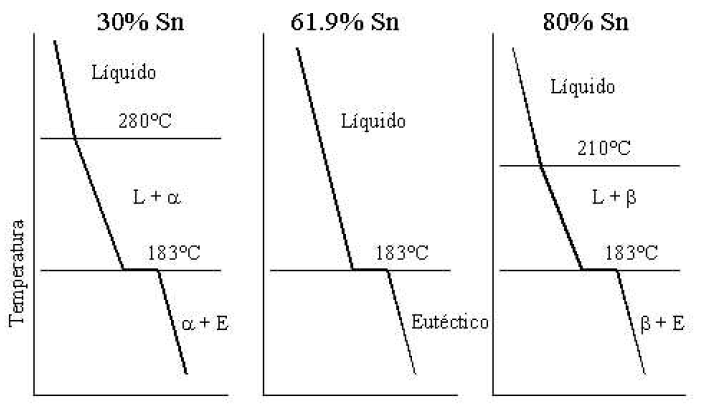 30% Sn
Líquido
280ºC
L + α
183ºC
α + E
Temperatura
61.9% Sn
Líquido
183ºC
Eutéctico
80% Sn
Líquido
210ºC
L + β
183ºC
β + E